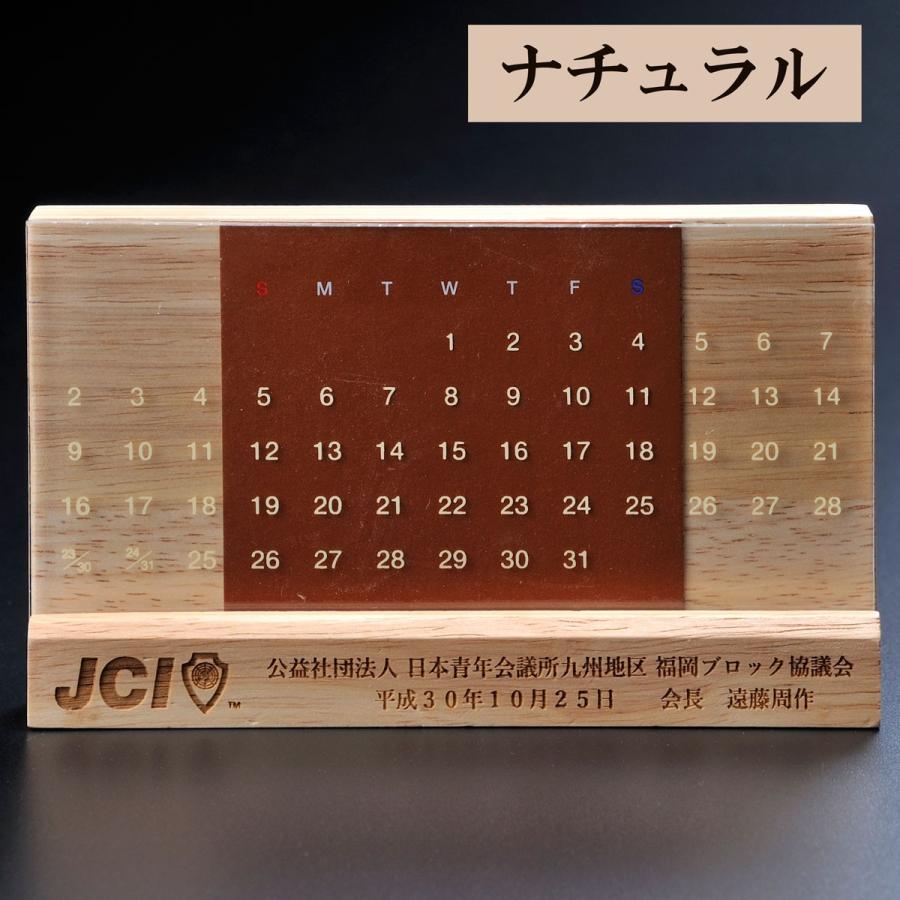 ナチュラル
S M T W T F S
1 2 3 4 5 6 7
2 3 4 5 6 7 8 9 10 11 12 13 14
9 10 11 12 13 14 15 16 17 18 19 20 21
16 17 18 19 20 21 22 23 24 25 26 27 28
23/30 24/31 25 26 27 28 29 30 31
JCI ™
公益社団法人 日本青年会議所九州地区 福岡ブロック協議会
平成30年10月25日 会長 遠藤周作